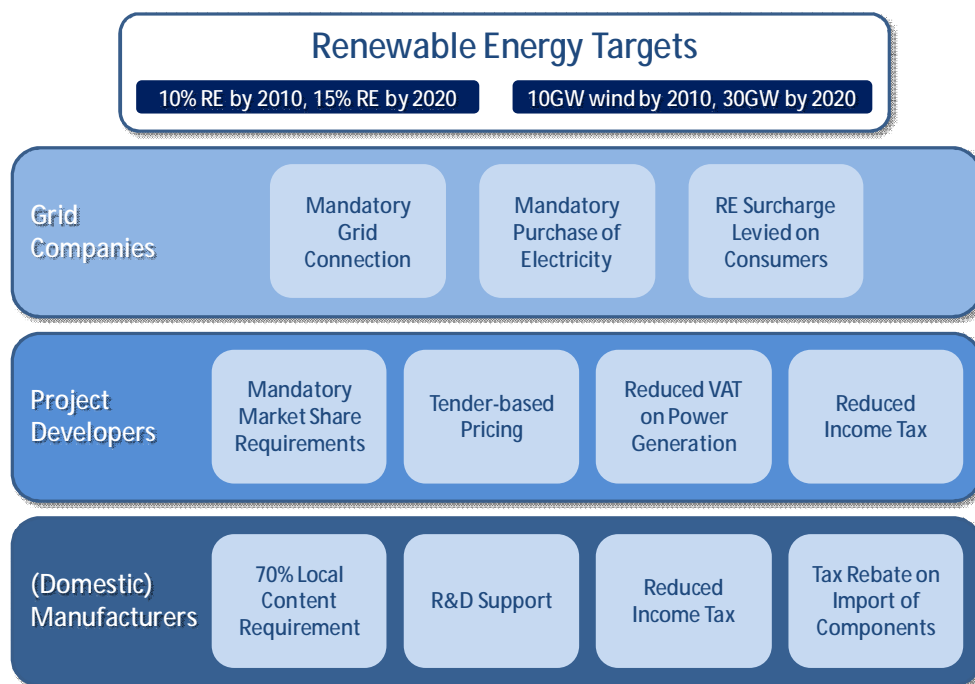 Renewable Energy Targets
10% RE by 2010, 15% RE by 2020
10GW wind by 2010, 30GW by 2020
Grid
Companies
Mandatory
Grid
Connection
Mandatory
Purchase of
Electricity
RE Surcharge
Levied on
Consumers
Project
Developers
Mandatory
Market Share
Requirements
Tender-based
Pricing
Reduced VAT
on Power
Generation
Reduced
Income Tax
(Domestic)
Manufacturers
70% Local
Content
Requirement
R&D Support
Reduced
Income Tax
Tax Rebate on
Import of
Components